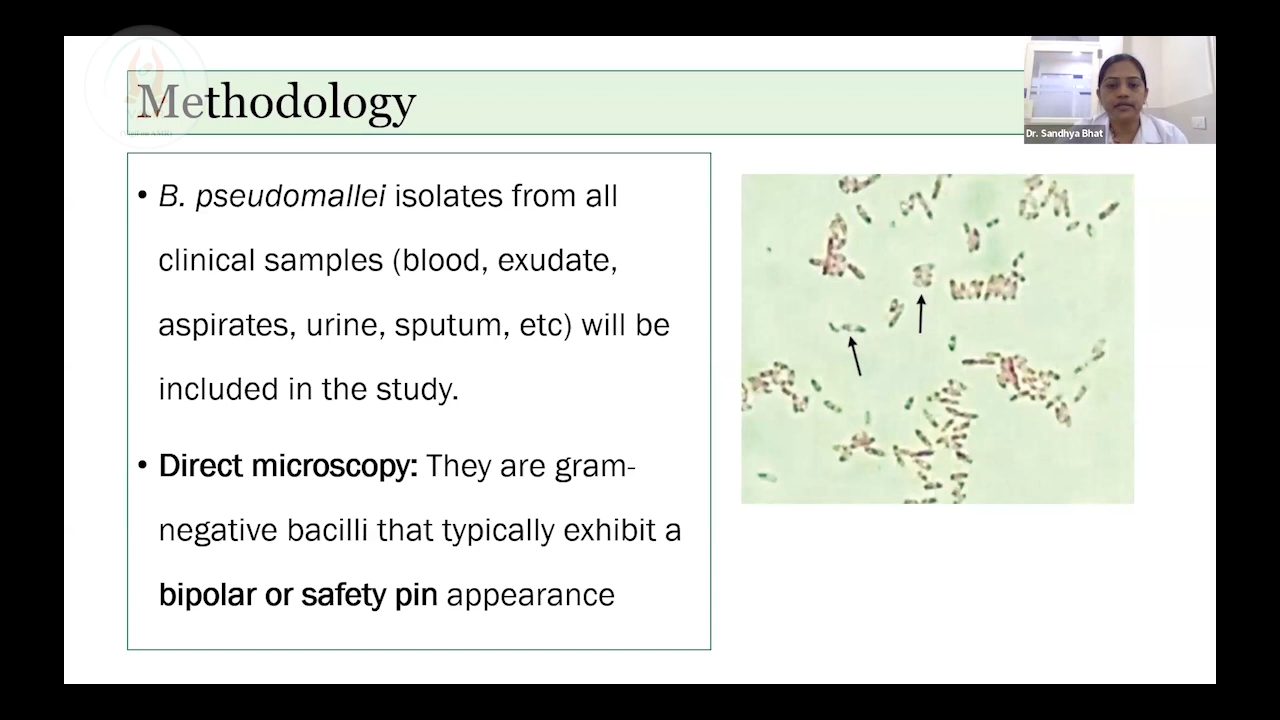 Methodology
Dr. Sandhya Bhat
• B. pseudomallei isolates from all
clinical samples (blood, exudate,
aspirates, urine, sputum, etc) will be
included in the study.
• Direct microscopy: They are gram-
negative bacilli that typically exhibit a
bipolar or safety pin appearance